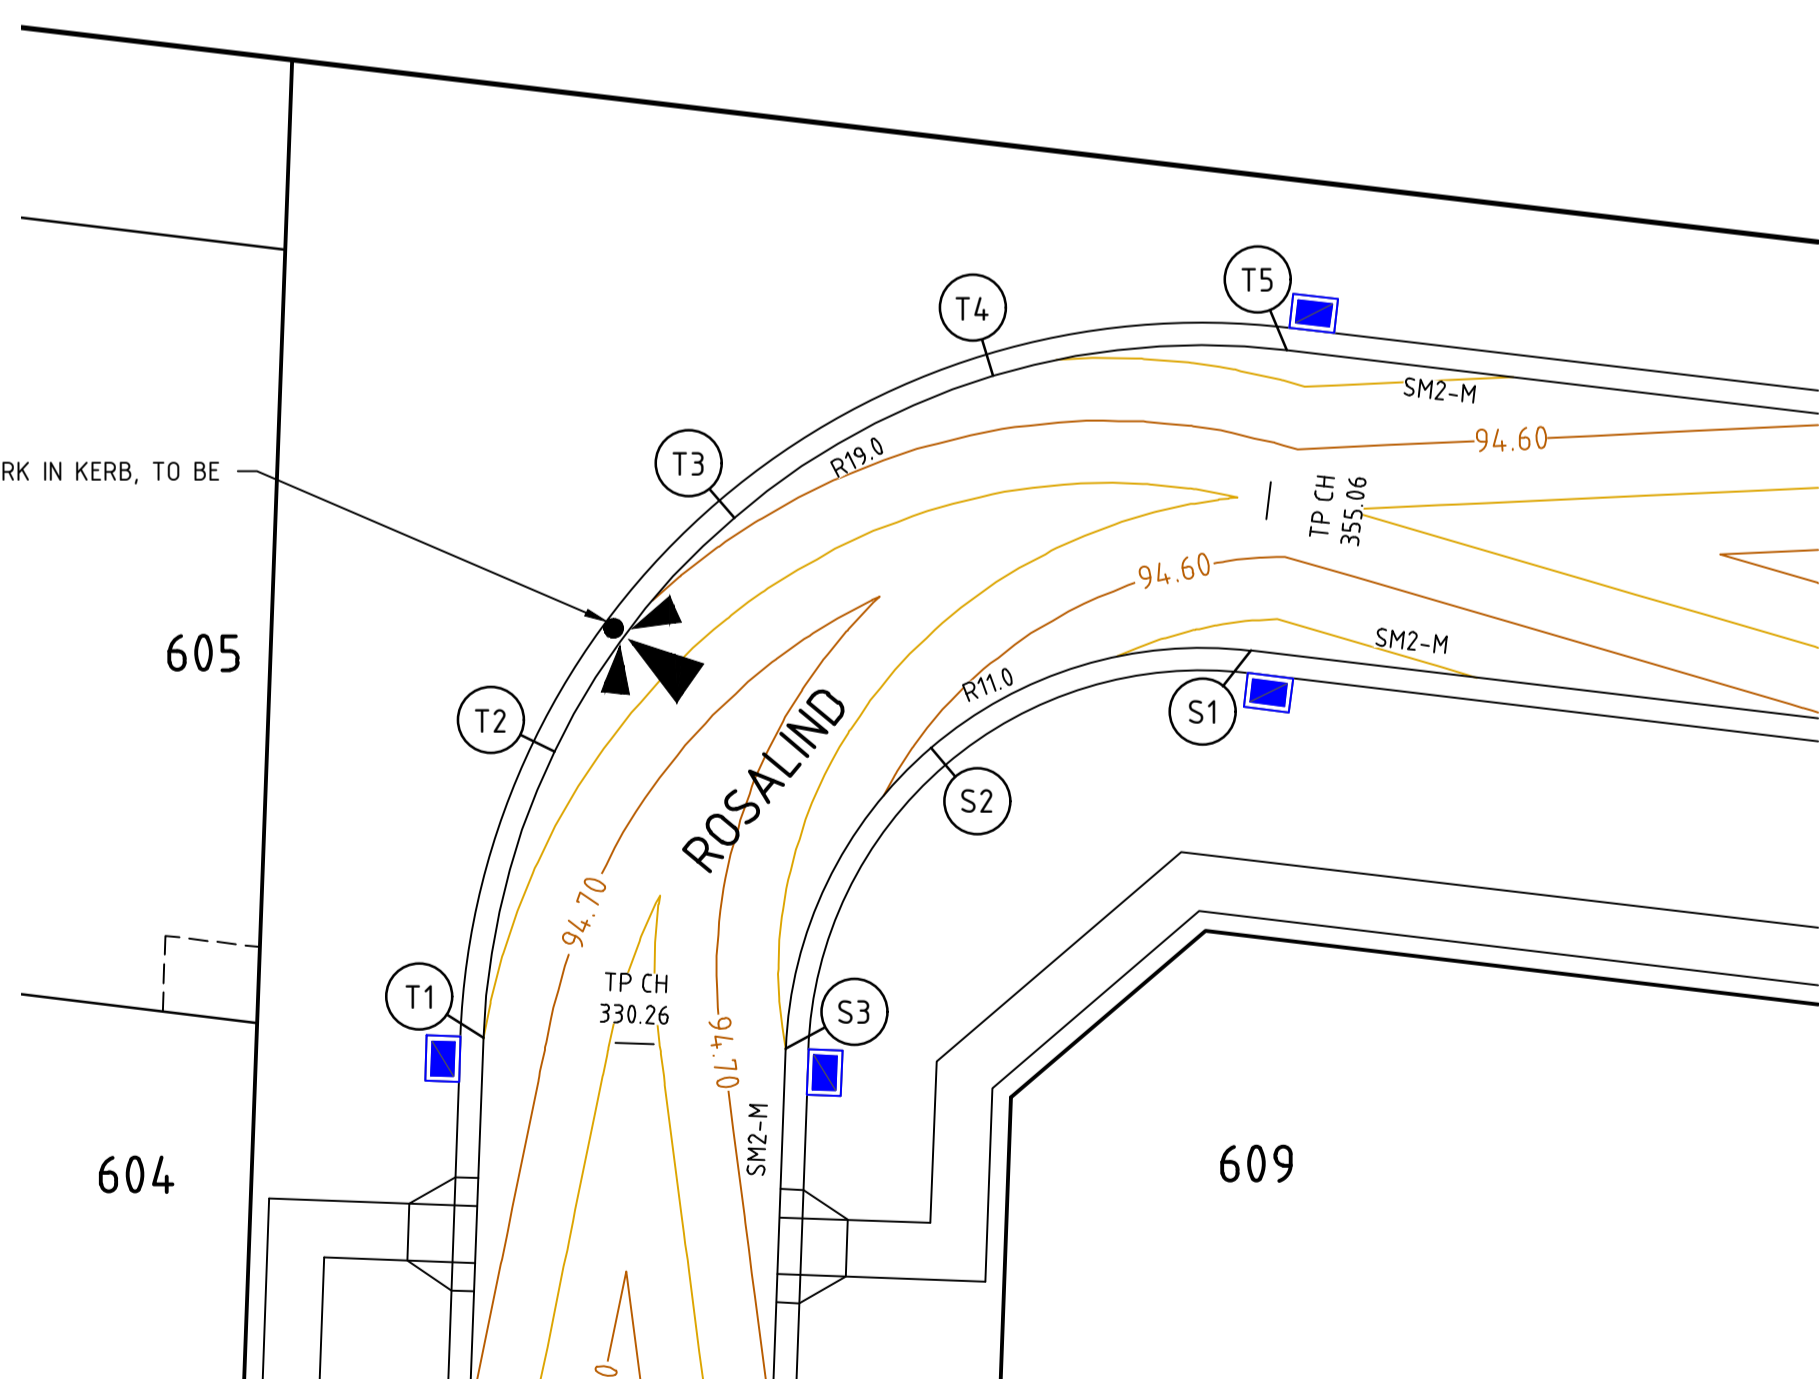 T5
T4
SM2-M
94.60
R19.0
T3
RK IN KERB, TO BE
TP CH
355.06
94.60
605
SM2-M
R11.0
T2
S1
ROSALIND
S2
94.70
TP CH
330.26
T1
S3
94.70
SM2-M
604
609
0